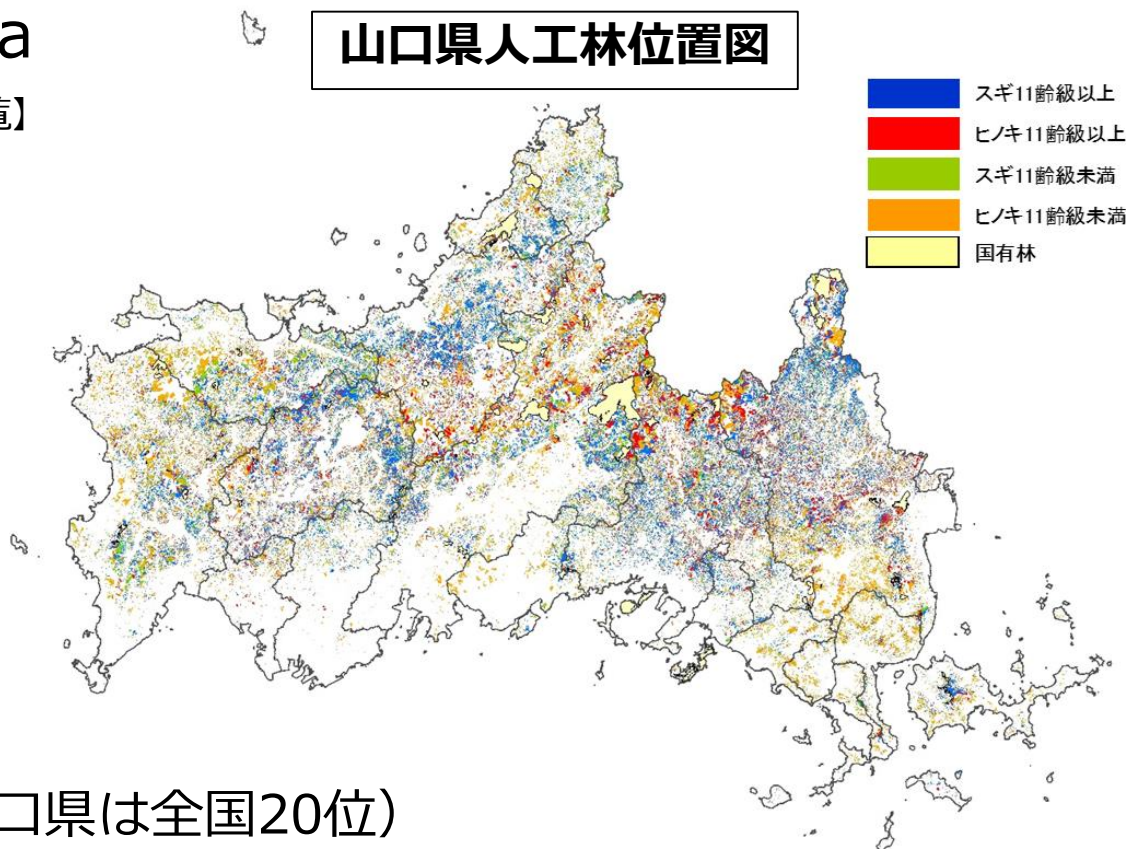 a
山口県人工林位置図
覧】
スギ11齢級以上
ヒノキ11齢級以上
スギ11齢級未満
ヒノキ11齢級未満
国有林
口県は全国20位）